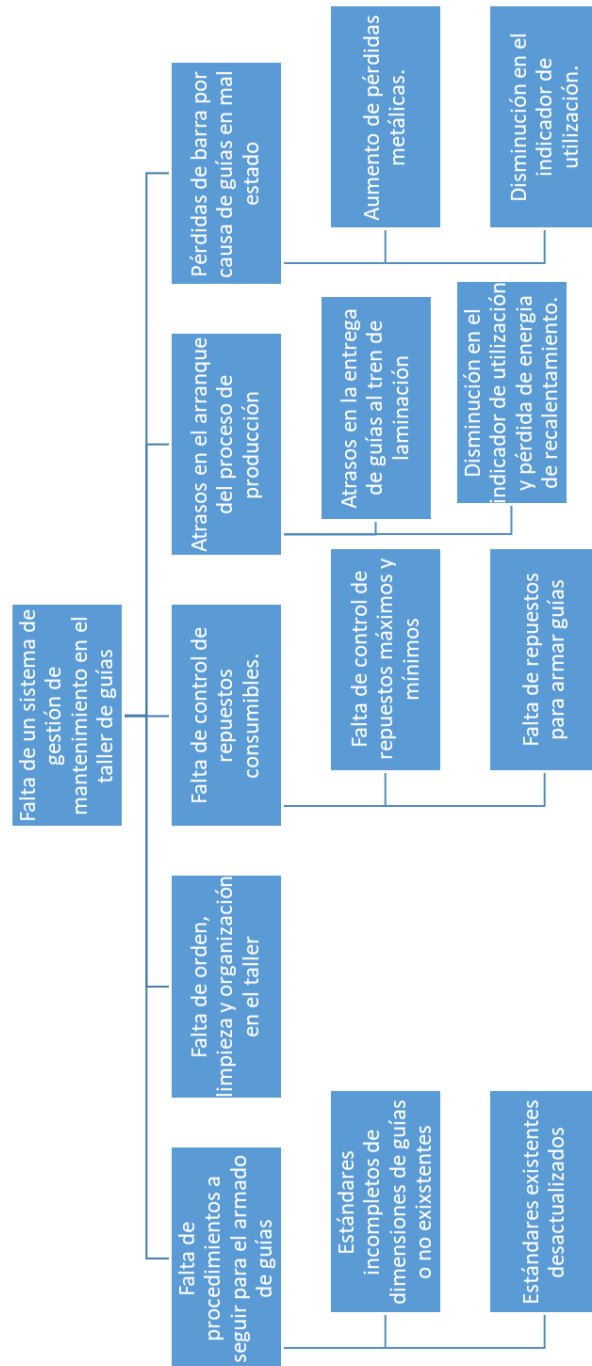 Falta de un sistema de
gestión de
mantenimiento en el
taller de guías
Falta de
procedimientos a
seguir para el armado
de guías
Estándares
incompletos de
dimensiones de guías
o no exixstentes
Estándares existentes
desactualizados
Falta de orden,
limpieza y organización
en el taller
Falta de control de
repuestos
consumibles.
Falta de control de
repuestos máximos y
mínimos
Falta de repuestos
para armar guías
Atrasos en el arranque
del proceso de
producción
Atrasos en la entrega
de guías al tren de
laminación
Disminución en el
indicador de utilización
y pérdida de energia
de recalentamiento.
Pérdidas de barra por
causa de guías en mal
estado
Aumento de pérdidas
metálicas.
Disminución en el
indicador de
utilización.